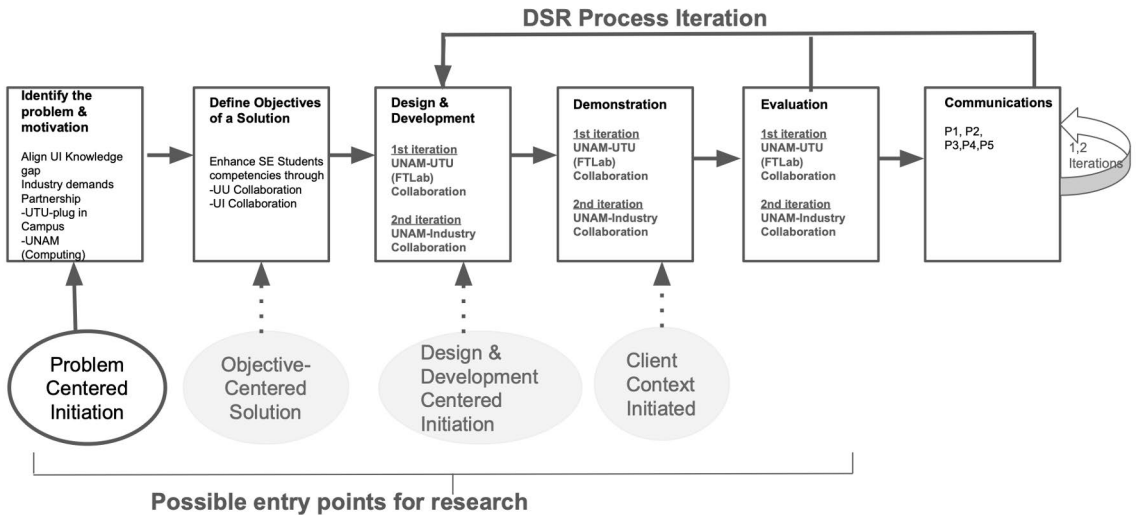 DSR Process Iteration
Identify the
problem &
motivation
Align UI Knowledge
gap
Industry demands
Partnership
-UTU-plug in
Campus
-UNAM
(Computing)
Define Objectives
of a Solution
Enhance SE Students
competencies through
-UU Collaboration
-UI Collaboration
Design &
Development
1st iteration
UNAM-UTU
(FTLab)
Collaboration
2nd iteration
UNAM-Industry
Collaboration
Demonstration
1st iteration
UNAM-UTU
(FTLab)
Collaboration
2nd iteration
UNAM-Industry
Collaboration
Evaluation
1st iteration
UNAM-UTU
(FTLab)
Collaboration
2nd iteration
UNAM-Industry
Collaboration
Communications
P1, P2,
P3,P4,P5
1,2
Iterations
Problem
Centered
Initiation
Objective-
Centered
Solution
Design &
Development
Centered
Initiation
Client
Context
Initiated
Possible entry points for research